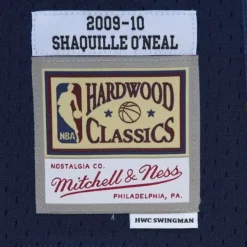 2009-10
SHAQUILLE O'NEAL
HARDWOOD
NBA
CLASSICS
NOSTALGIA CO.
Mitchell & Ness
PHILADELPHIA, PA.
HWC SWINGMAN